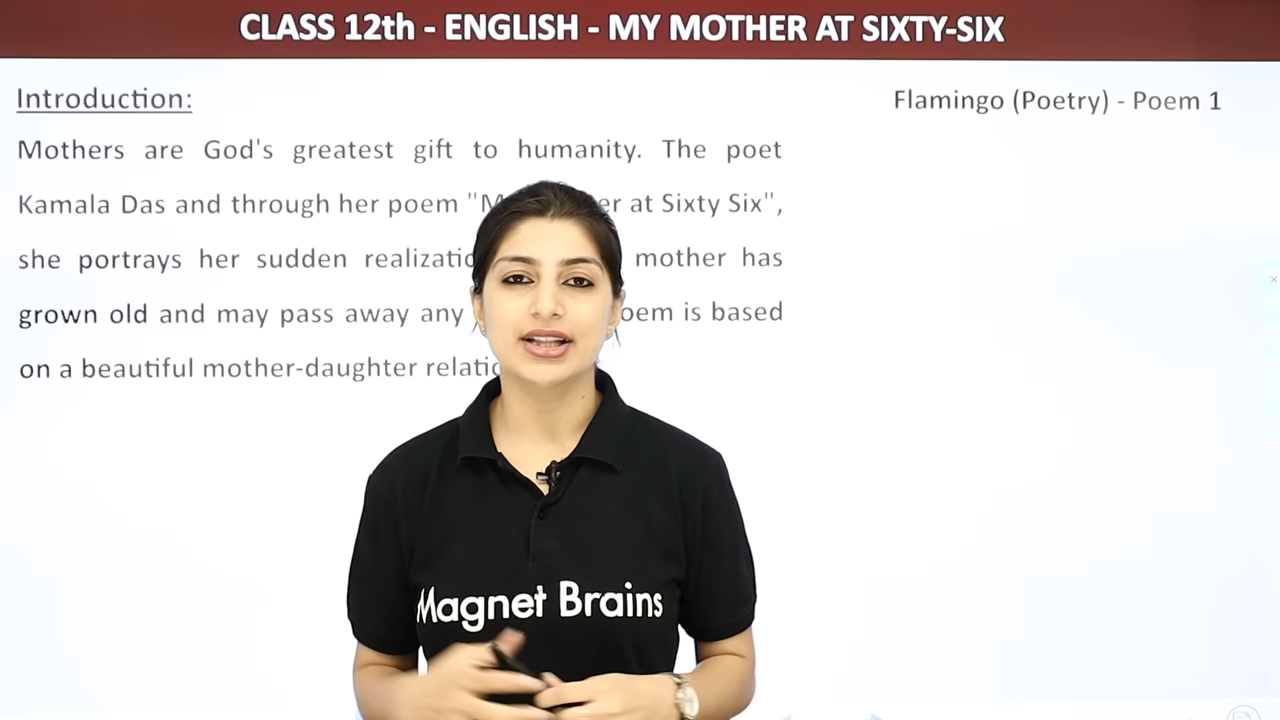 CLASS 12th - ENGLISH - MY MOTHER AT SIXTY-SIX
Introduction:
Flamingo (Poetry) - Poem 1
Mothers are God's greatest gift to humanity. The poet
Kamala Das and through her poem "M er at Sixty Six",
she portrays her sudden realizatio mother has
grown old and may pass away any oem is based
on a beautiful mother-daughter relatio
Magnet Brains